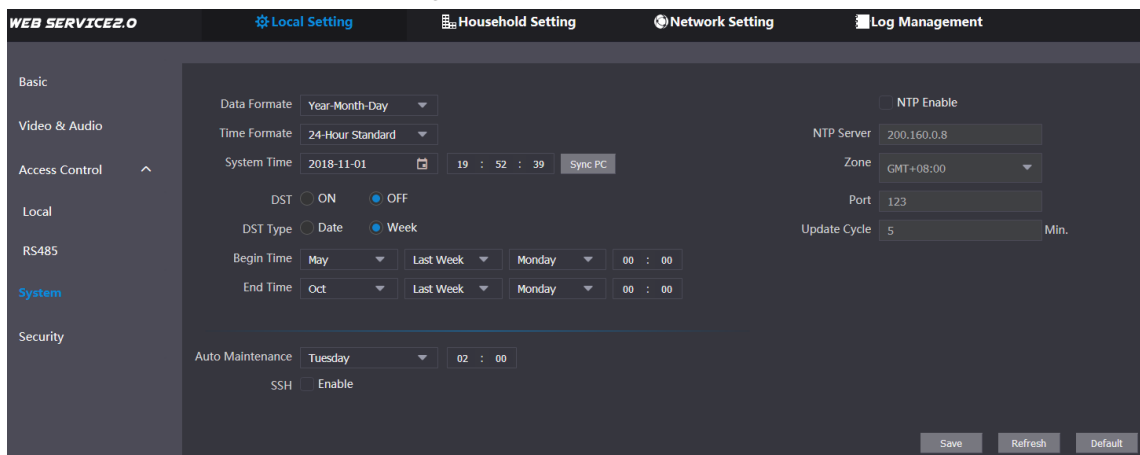 WEB SERVICE2.0 Local Setting Household Setting Network Setting Log Management
Basic
Video & Audio
Access Control
Local
RS485
System
Security
Data Formate Year-Month-Day
Time Formate 24-Hour Standard
System Time 2018-11-01 19 : 52 : 39 Sync PC
DST ON OFF
DST Type Date Week
Begin Time May Last Week Monday 00 : 00
End Time Oct Last Week Monday 00 : 00
Auto Maintenance Tuesday 02 : 00
SSH Enable
NTP Enable
NTP Server 200.160.0.8
Zone GMT+08:00
Port 123
Update Cycle 5 Min.
Save Refresh Default